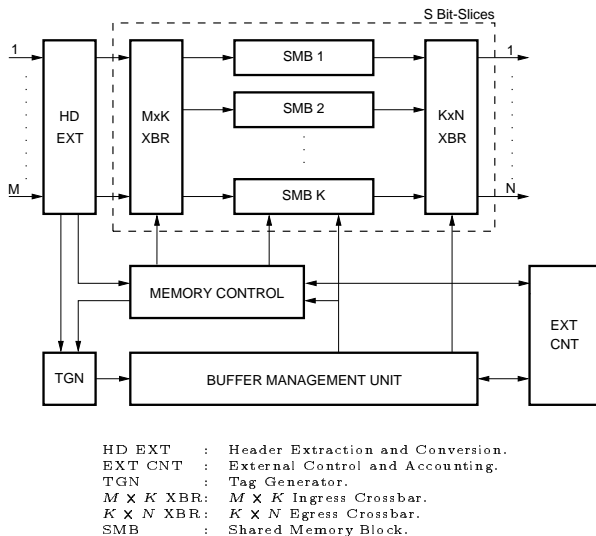 S Bit-Slices
1
SMB 1
1
HD
EXT
MxK
XBR
SMB 2
KxN
XBR
M
SMB K
N
MEMORY CONTROL
EXT
CNT
TGN
BUFFER MANAGEMENT UNIT
HD EXT : Header Extraction and Conversion.
EXT CNT : External Control and Accounting.
TGN : Tag Generator.
M × K XBR: M × K Ingress Crossbar.
K × N XBR: K × N Egress Crossbar.
SMB : Shared Memory Block.